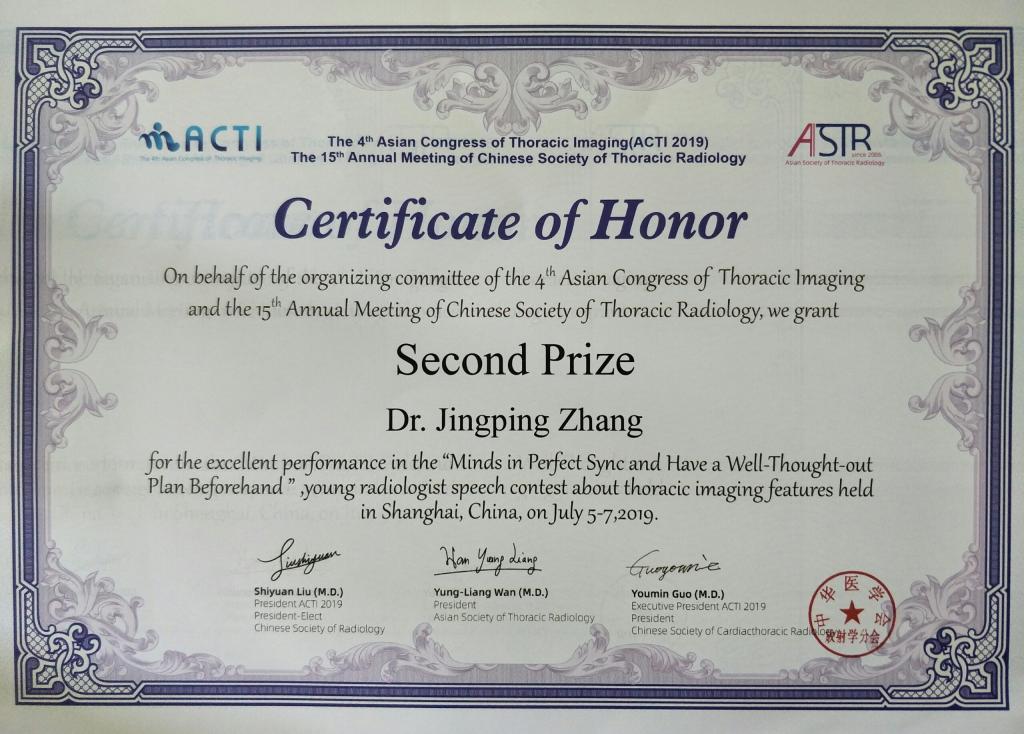 ACTI
The 4th Asian Congress of Thoracic Imaging
The 4th Asian Congress of Thoracic Imaging(ACTI 2019)
The 15th Annual Meeting of Chinese Society of Thoracic Radiology
ASTR
since 2006
Asian Society of Thoracic Radiology
Certificate of Honor
On behalf of the organizing committee of the 4th Asian Congress of Thoracic Imaging
and the 15th Annual Meeting of Chinese Society of Thoracic Radiology, we grant
Second Prize
Dr. Jingping Zhang
for the excellent performance in the “Minds in Perfect Sync and Have a Well-Thought-out
Plan Beforehand ” ,young radiologist speech contest about thoracic imaging features held
in Shanghai, China, on July 5-7,2019.
Shiyuan Liu (M.D.)
President ACTI 2019
President-Elect
Chinese Society of Radiology
Wan Yung Liang
Yung-Liang Wan (M.D.)
President
Asian Society of Thoracic Radiology
Youmin Guo (M.D.)
Executive President ACTI 2019
President
Chinese Society of Cardiacthoracic Radiology
中华医学会
放射学分会